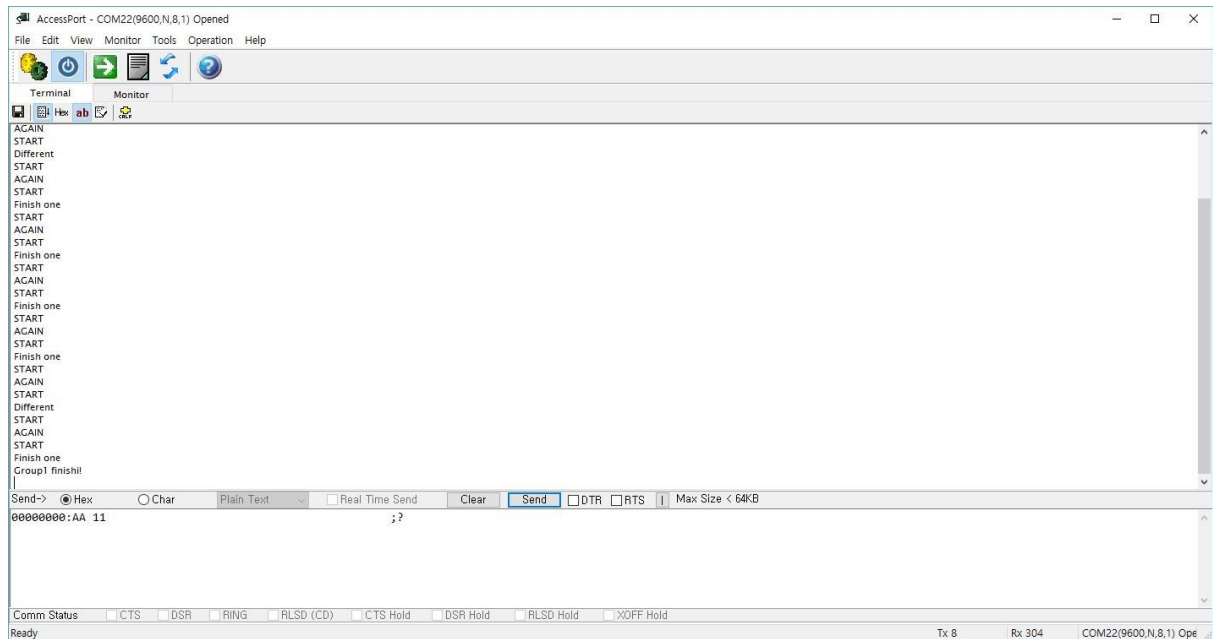 AccessPort - COM22(9600,N,8,1) Opened
File Edit View Monitor Tools Operation Help
Terminal Monitor
Hex ab
AGAIN
START
Different
START
AGAIN
START
Finish one
START
AGAIN
START
Finish one
START
AGAIN
START
Finish one
START
AGAIN
START
Finish one
START
AGAIN
START
Different
START
AGAIN
START
Finish one
Group1 finishi!
Send-> Hex Char Plain Text Real Time Send Clear Send DTR RTS Max Size < 64KB
00000000:AA 11 ;?
Comm Status CTS DSR RING RLSD (CD) CTS Hold DSR Hold RLSD Hold XOFF Hold
Ready Tx 8 Rx 304 COM22(9600,N,8,1) Ope